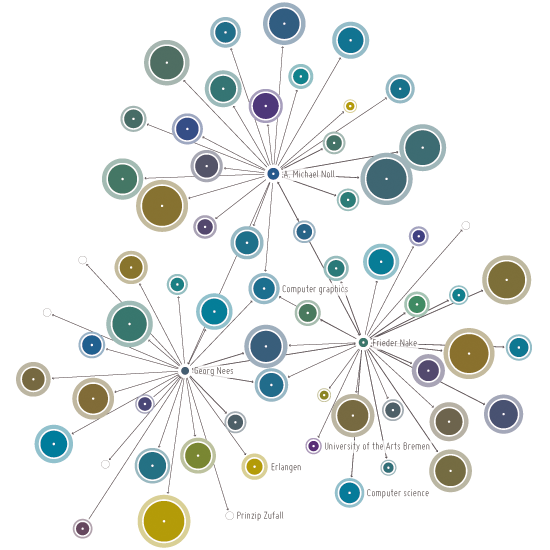 A. Michael Noll
Computer graphics
Frieder Nake
Georg Nees
University of the Arts Bremen
Erlangen
Computer science
Prinzip Zufall